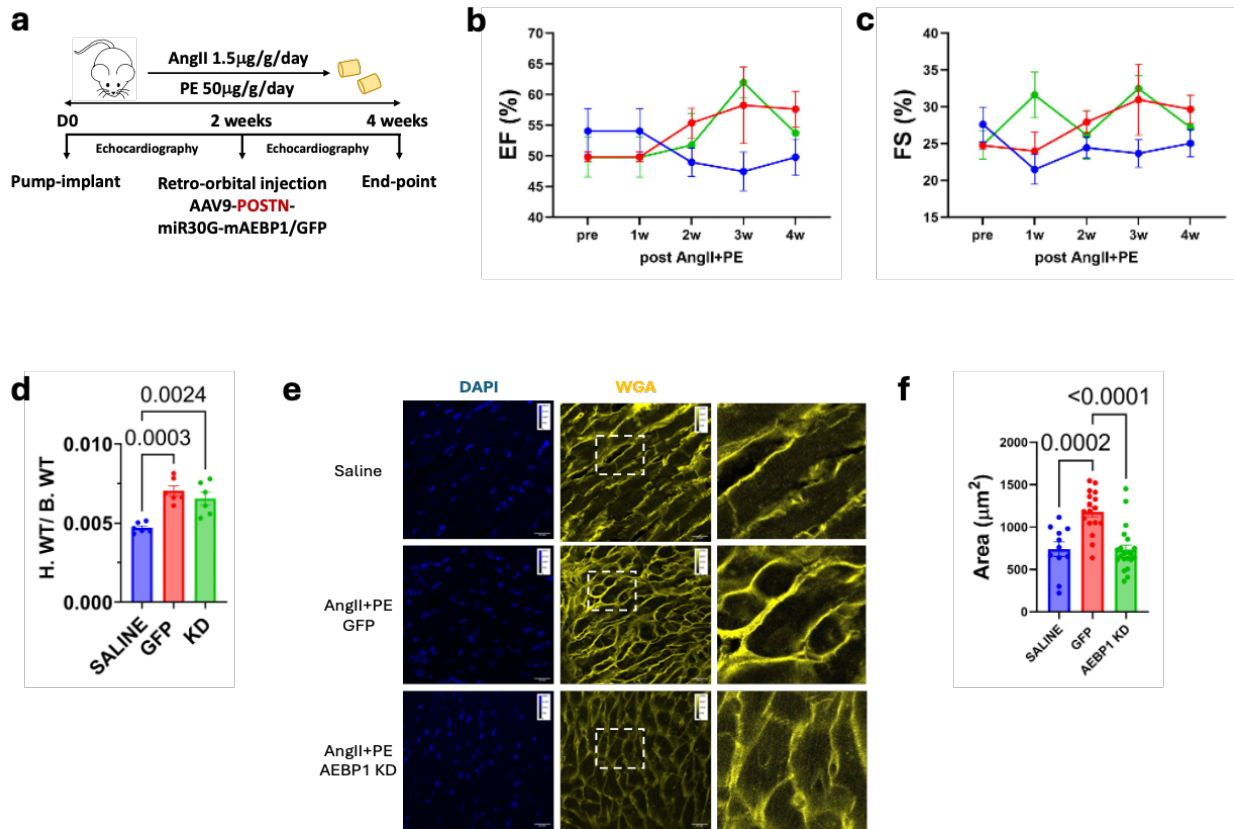 a
AngII 1.5µg/g/day
PE 50µg/g/day
D0
2 weeks
4 weeks
Echocardiography
Echocardiography
Pump-implant
Retro-orbital injection
AAV9-POSTN-
miR30G-mAEBP1/GFP
End-point
b
EF (%)
70
65
60
55
50
45
40
pre
1w
2w
3w
4w
post AngII+PE
c
FS (%)
40
35
30
25
20
15
pre
1w
2w
3w
4w
post AngII+PE
d
0.0024
0.0003
H. WT/ B. WT
0.010
0.005
0.000
SALINE
GFP
KD
e
DAPI
WGA
Saline
AngII+PE
GFP
AngII+PE
AEBP1 KD
f
<0.0001
0.0002
Area (µm²)
2000
1500
1000
500
0
SALINE
GFP
AEBP1 KD